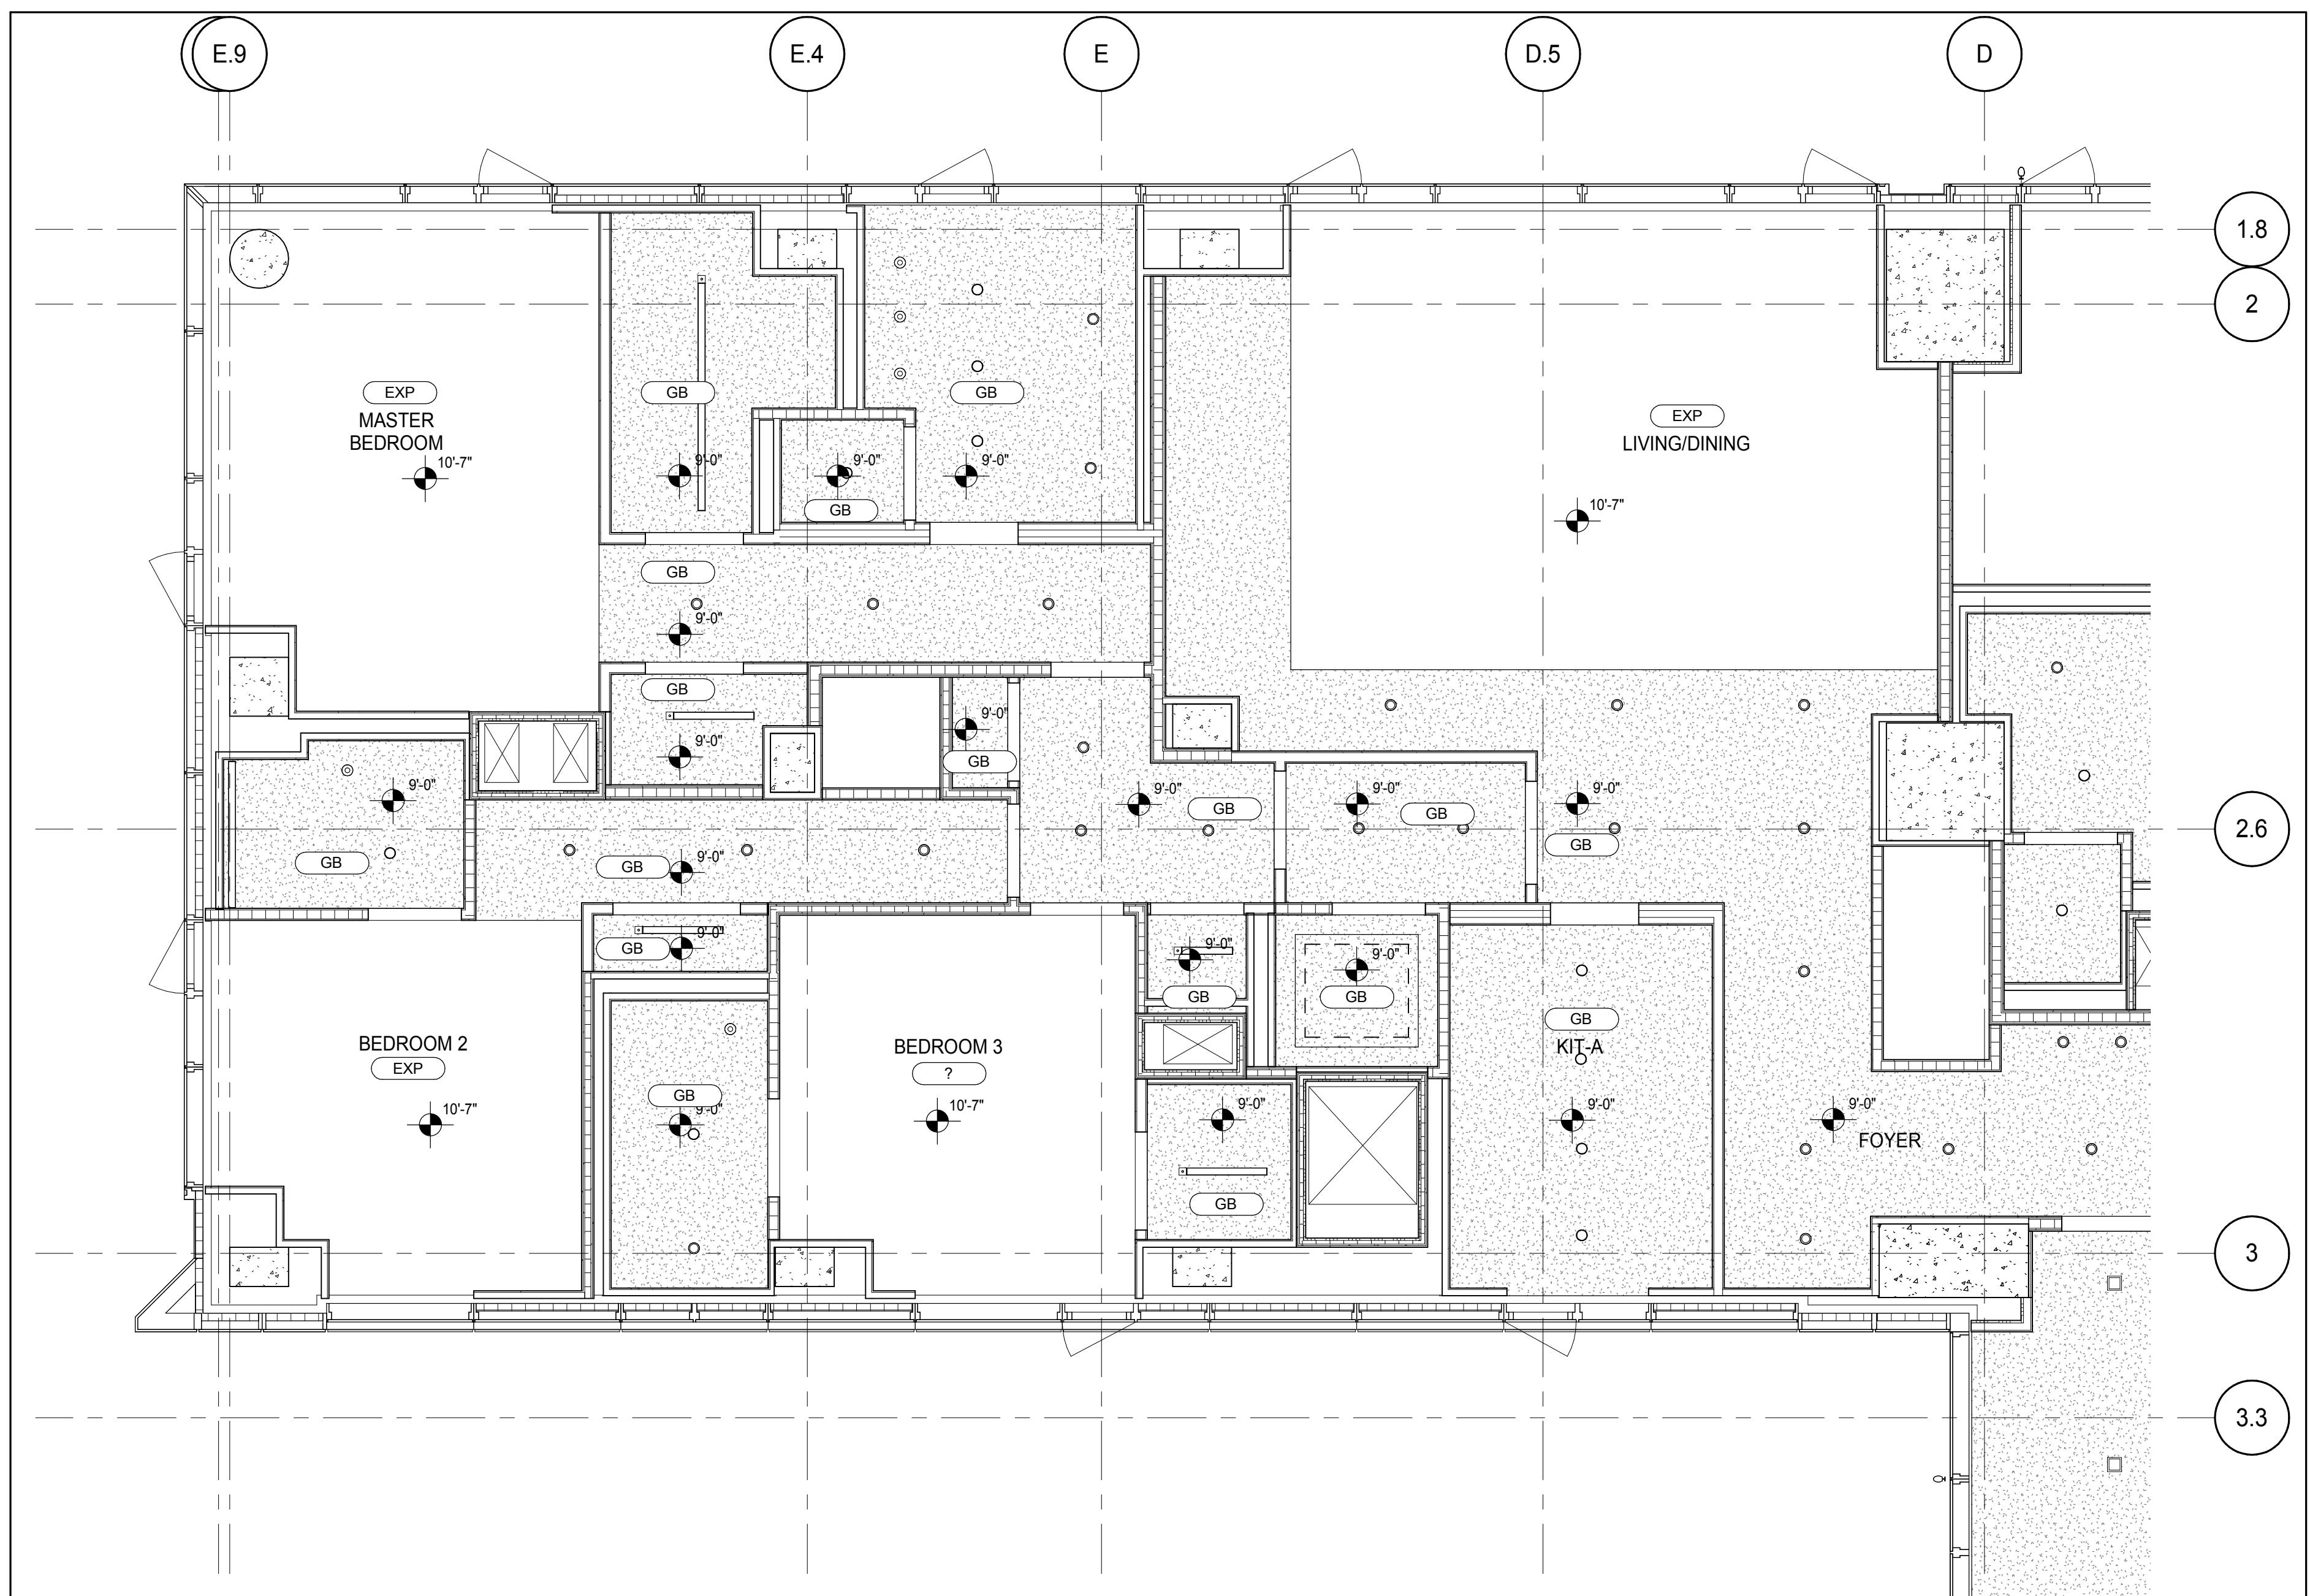 E.9
E.4
E
D.5
D
1.8
2
EXP
MASTER
BEDROOM
10'-7"
GB
9'-0"
9'-0"
GB
GB
9'-0"
EXP
LIVING/DINING
10'-7"
GB
9'-0"
GB
9'-0"
9'-0"
GB
9'-0"
GB
GB
9'-0"
9'-0"
GB
9'-0"
GB
9'-0"
GB
2.6
GB
9'-0"
9'-0"
GB
9'-0"
GB
BEDROOM 2
EXP
10'-7"
GB
9'-0"
BEDROOM 3
?
10'-7"
9'-0"
GB
GB
KIT-A
9'-0"
9'-0"
GB
9'-0"
FOYER
3
3.3